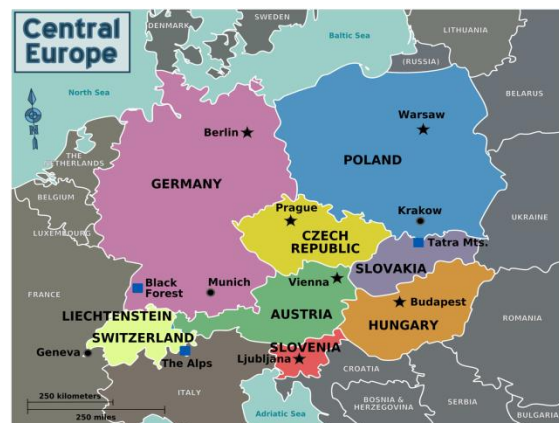 Central
Europe
DENMARK
SWEDEN
Baltic Sea
LITHUANIA
(RUSSIA)
North Sea
BELARUS
N
Berlin
Warsaw
THE
NETHERLANDS
POLAND
GERMANY
BELGIUM
Prague
Krakow
UKRAINE
LUXEMBOURG
CZECH
REPUBLIC
Tatra Mts.
SLOVAKIA
Black
Forest
Munich
Vienna
FRANCE
Budapest
LIECHTENSTEIN
AUSTRIA
HUNGARY
ROMANIA
SWITZERLAND
SLOVENIA
Geneva
The Alps
Ljubljana
CROATIA
ITALY
250 kilometers
250 miles
Adriatic Sea
BOSNIA &
HERZEGOVINA
SERBIA
BULGARIA